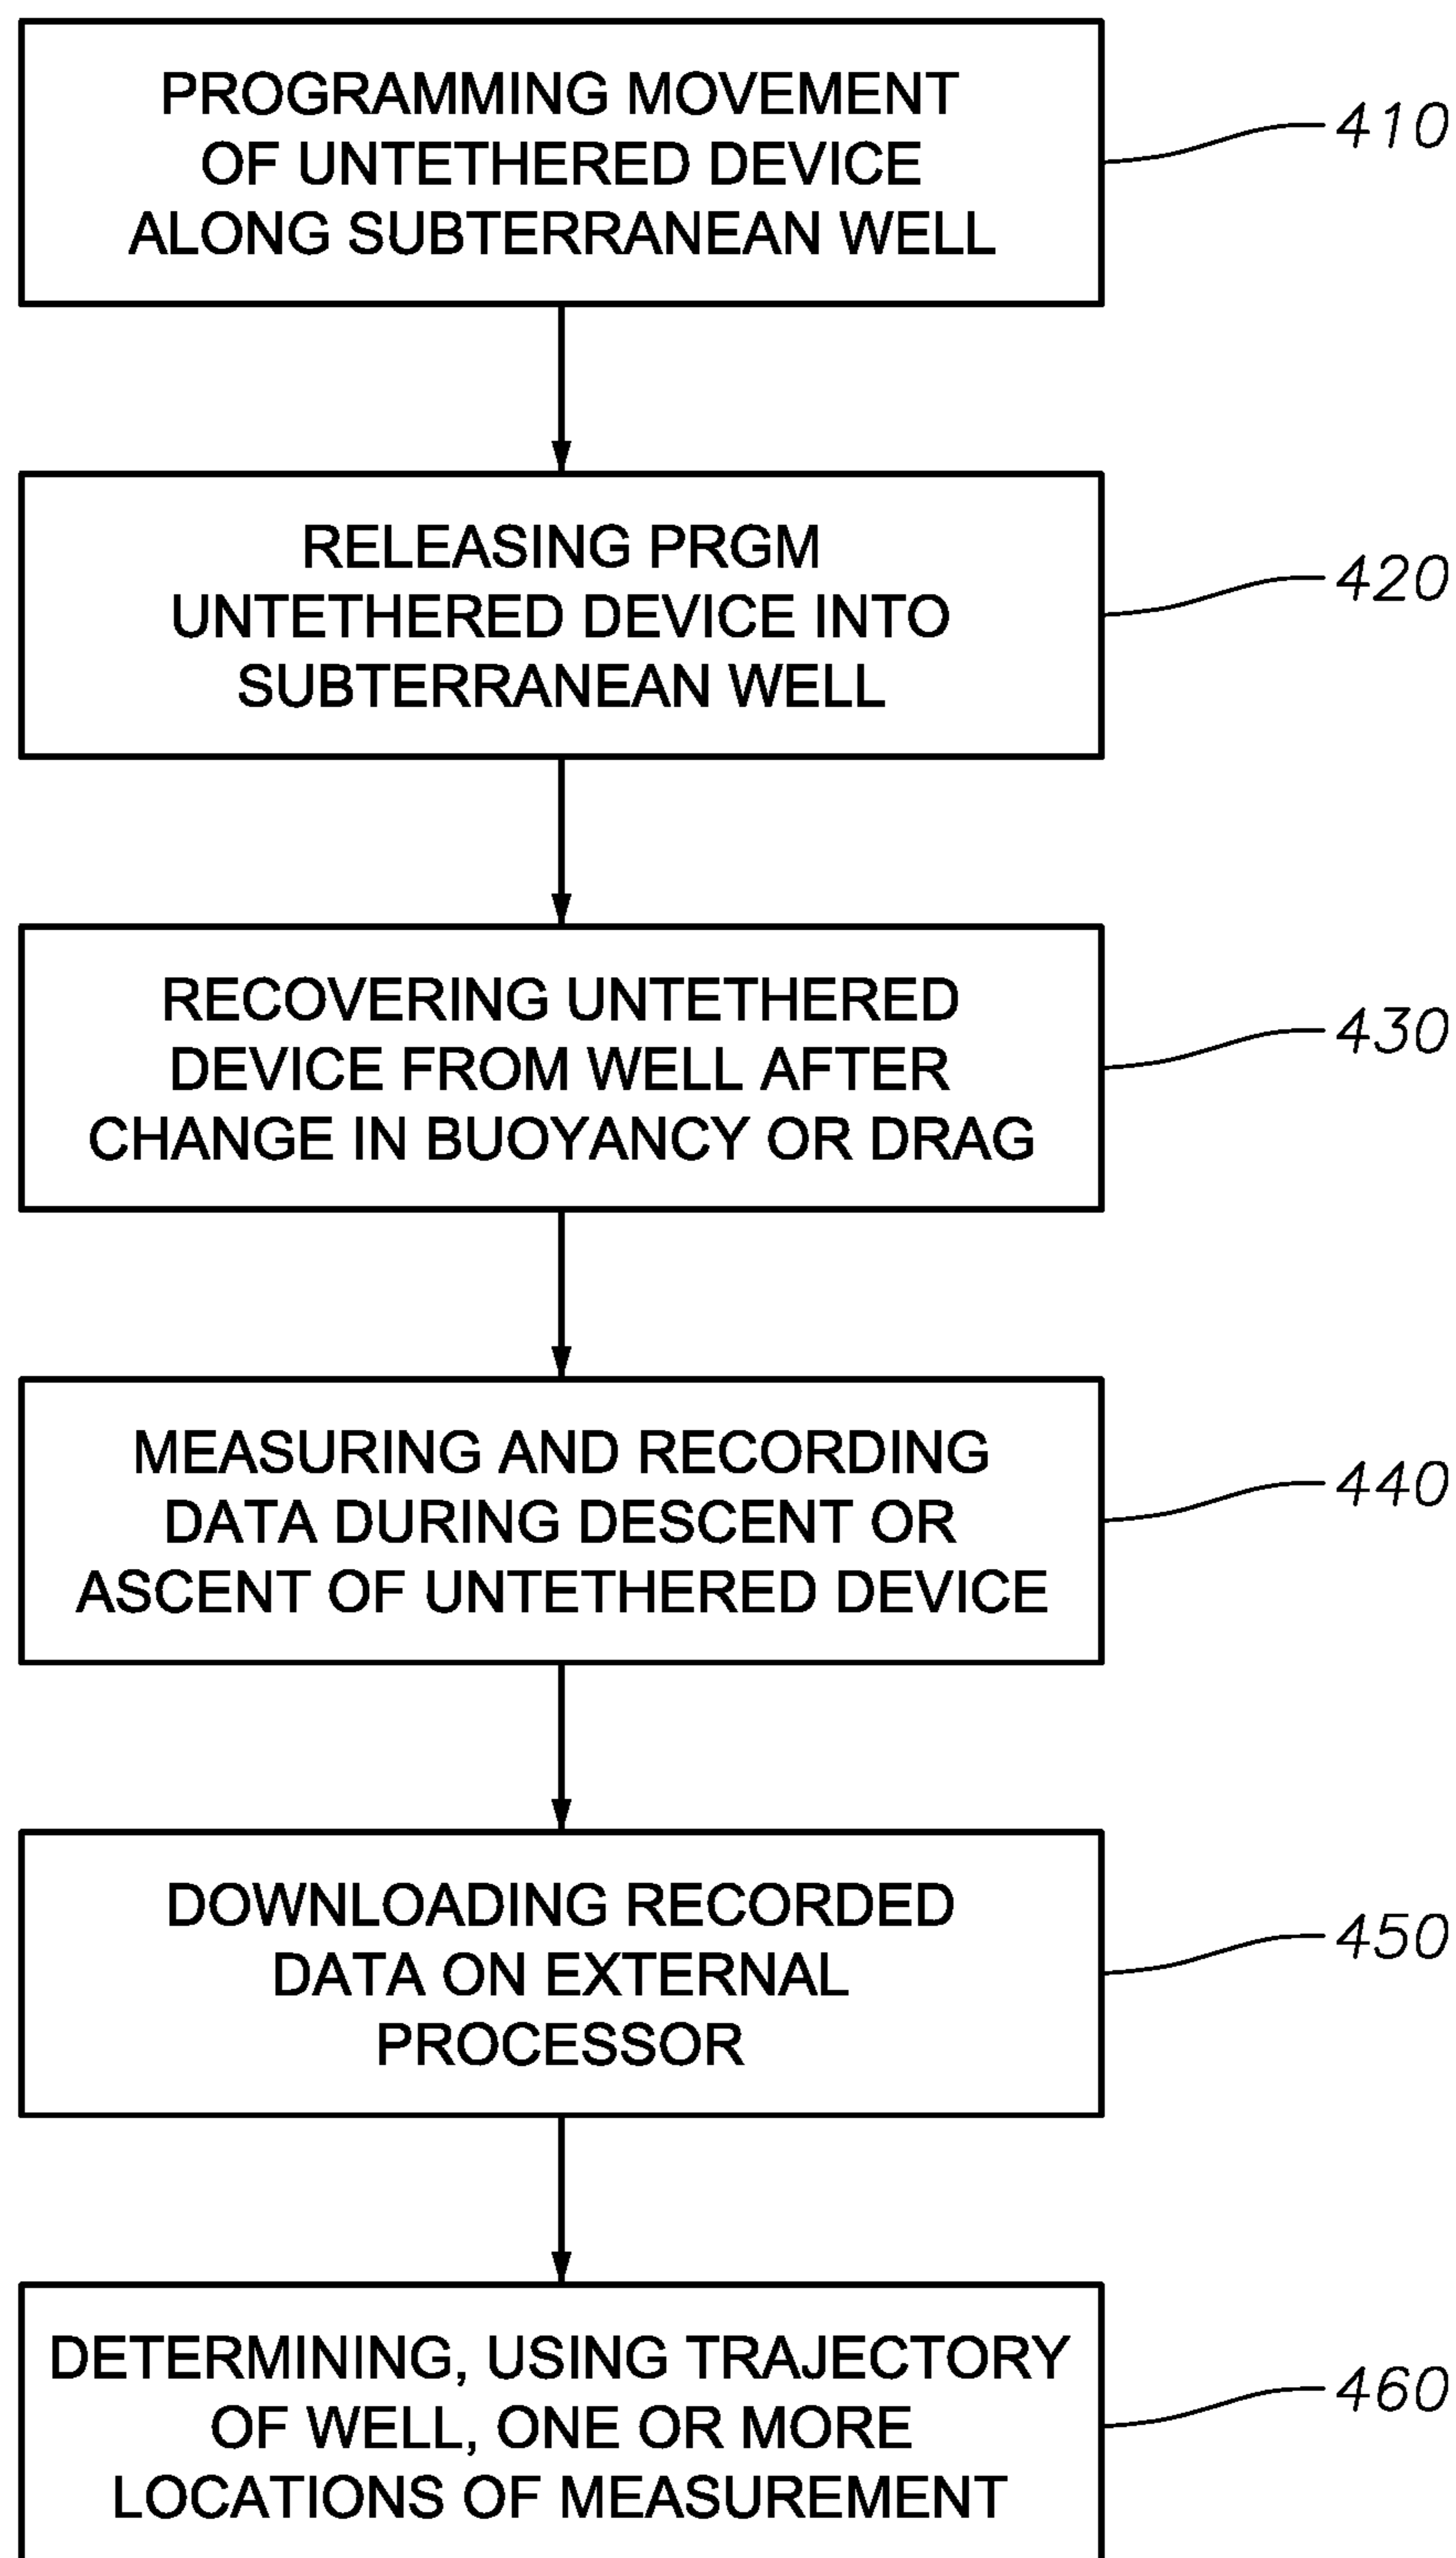 PROGRAMMING MOVEMENT
OF UNTETHERED DEVICE
ALONG SUBTERRANEAN WELL
410
RELEASING PRGM
UNTETHERED DEVICE INTO
SUBTERRANEAN WELL
420
RECOVERING UNTETHERED
DEVICE FROM WELL AFTER
CHANGE IN BUOYANCY OR DRAG
430
MEASURING AND RECORDING
DATA DURING DESCENT OR
ASCENT OF UNTETHERED DEVICE
440
DOWNLOADING RECORDED
DATA ON EXTERNAL
PROCESSOR
450
DETERMINING, USING TRAJECTORY
OF WELL, ONE OR MORE
LOCATIONS OF MEASUREMENT
460